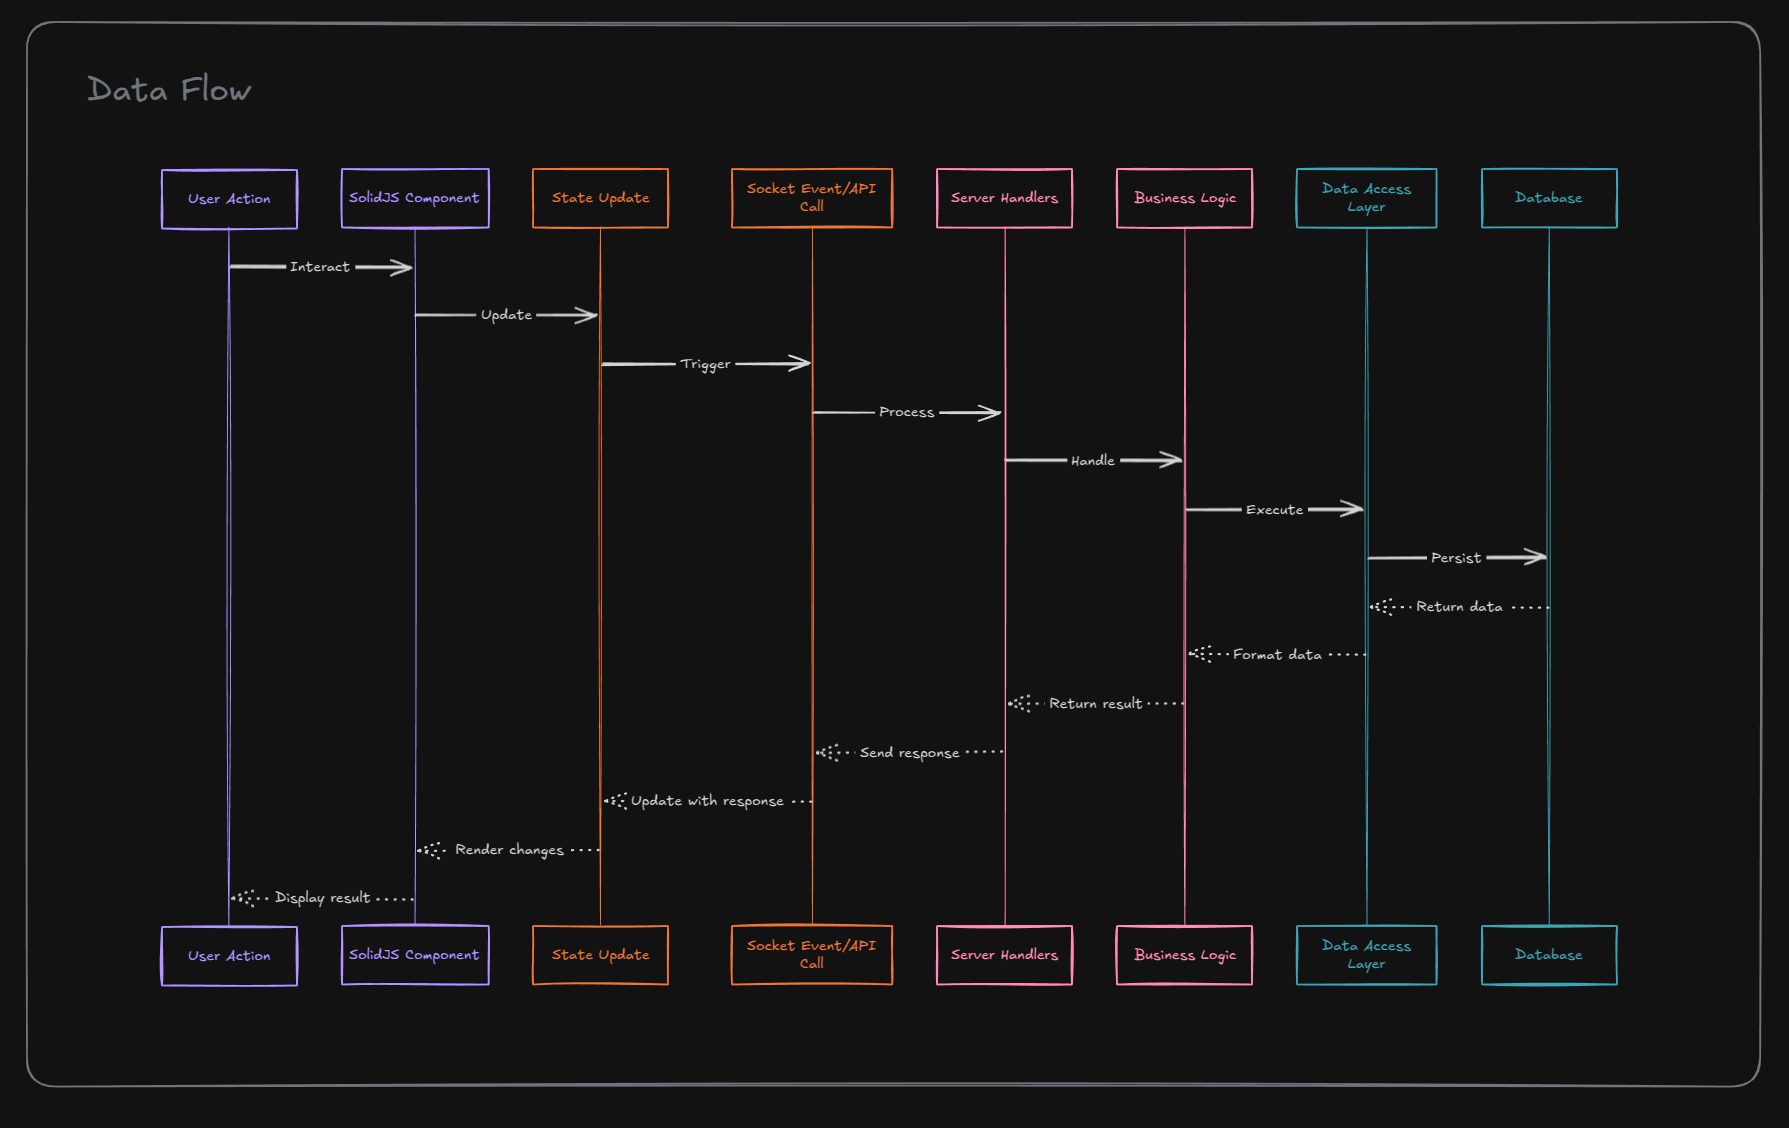 Data Flow
User Action
SolidJS Component
State Update
Socket Event/API
Call
Server Handlers
Business Logic
Data Access
Layer
Database
Interact
Update
Trigger
Process
Handle
Execute
Persist
Return data
Format data
Return result
Send response
Update with response
Render changes
Display result
User Action
SolidJS Component
State Update
Socket Event/API
Call
Server Handlers
Business Logic
Data Access
Layer
Database